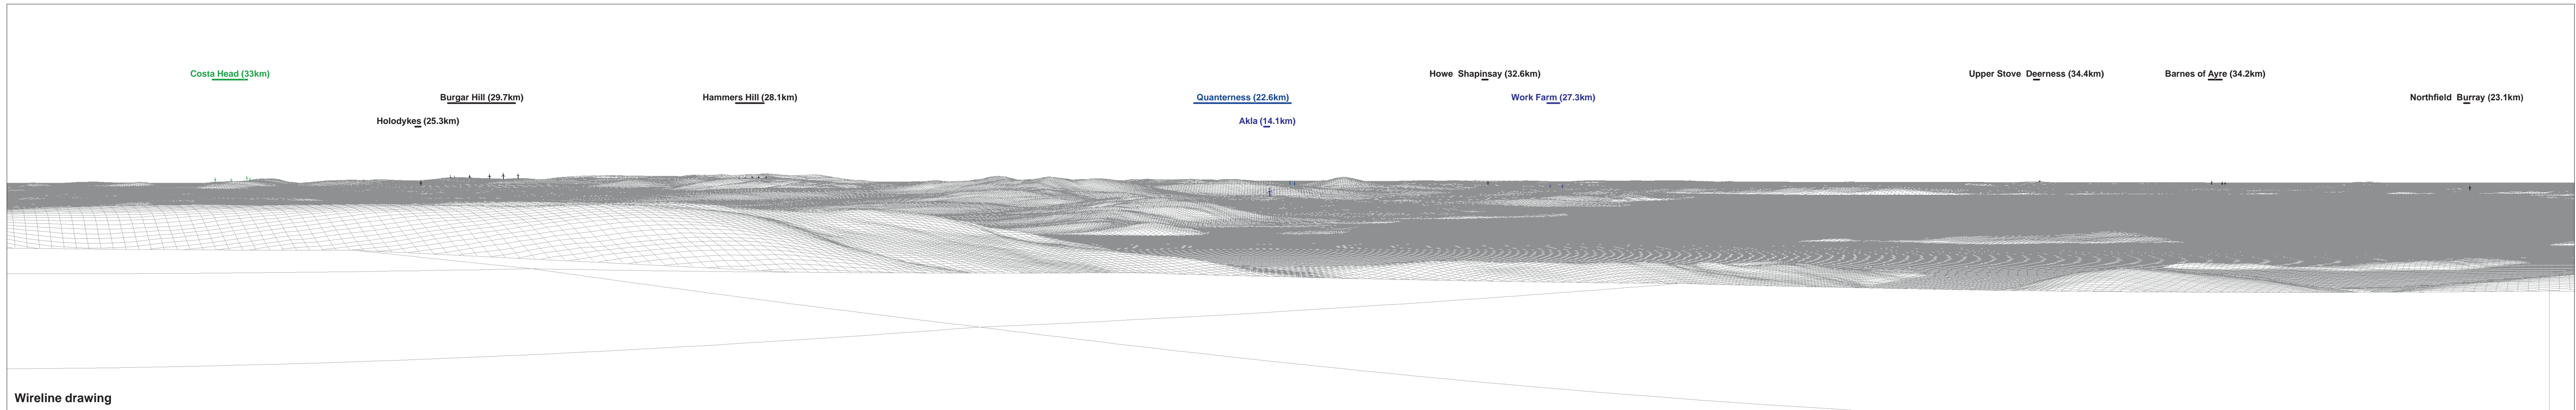 Costa Head (33km)
Howe Shapinsay (32.6km)
Upper Stove Deerness (34.4km)
Barnes of Ayre (34.2km)
Burgar Hill (29.7km)
Hammers Hill (28.1km)
Quanterness (22.6km)
Work Farm (27.3km)
Northfield Burray (23.1km)
Holodykes (25.3km)
Akla (14.1km)
Wireline drawing